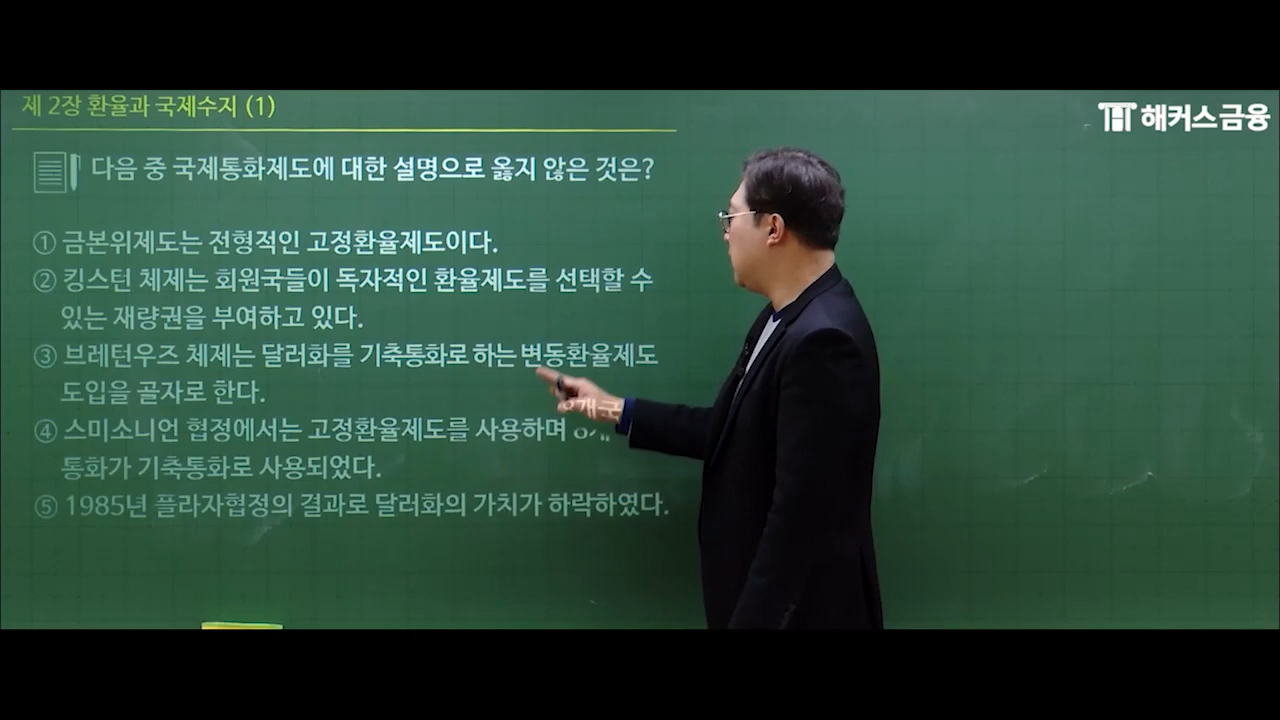 제 2장 환율과 국제수지 (1)
해커스금융
다음 중 국제통화제도에 대한 설명으로 옳지 않은 것은?
① 금본위제도는 전형적인 고정환율제도이다.
② 킹스턴 체제는 회원국들이 독자적인 환율제도를 선택할 수
있는 재량권을 부여하고 있다.
③ 브레턴우즈 체제는 달러화를 기축통화로 하는 변동환율제도
도입을 골자로 한다.
④ 스미소니언 협정에서는 고정환율제도를 사용하며
통화가 기축통화로 사용되었다.
⑤ 1985년 플라자협정의 결과로 달러화의 가치가 하락하였다.